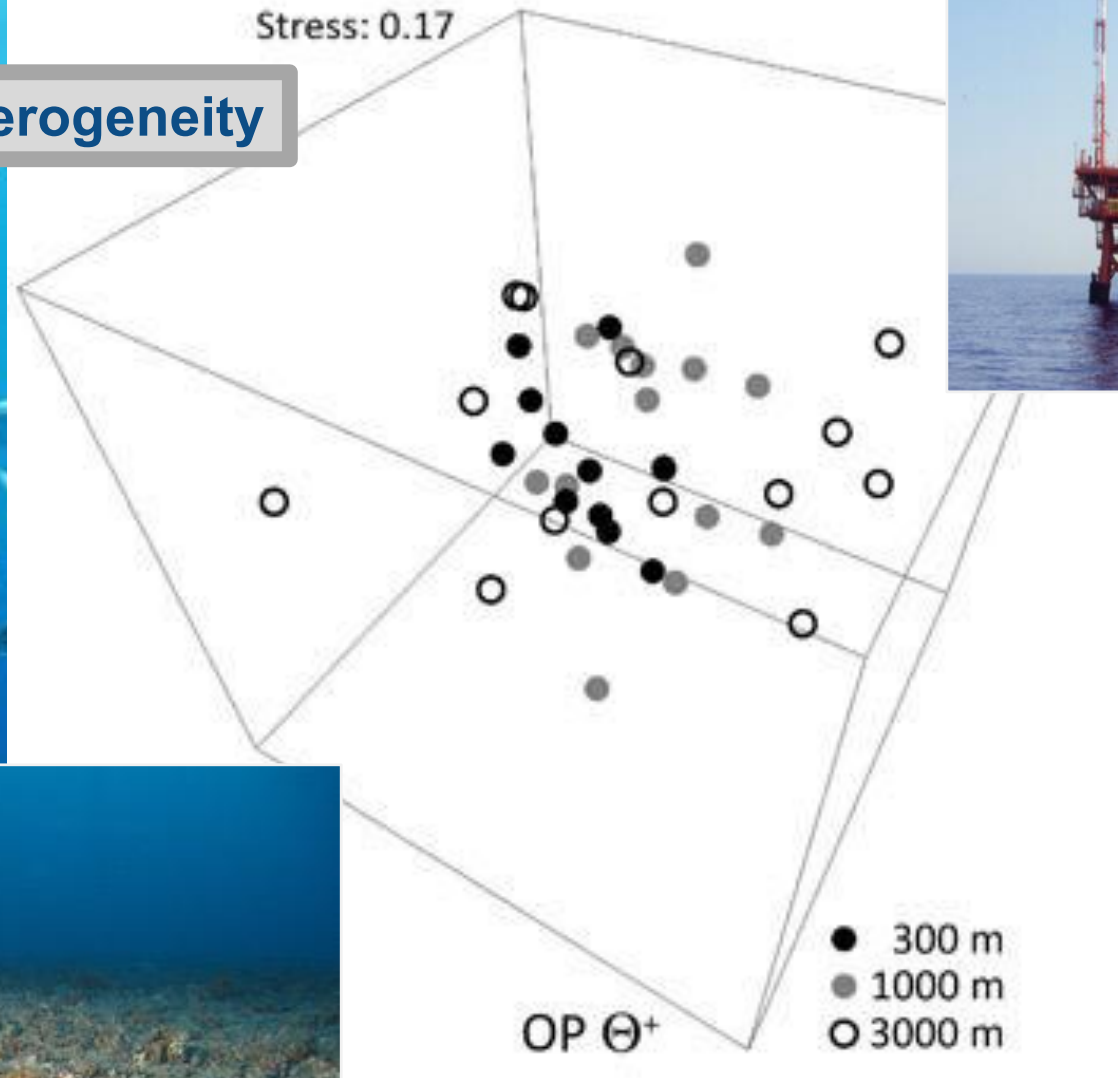 Stress: 0.17
erogeneity
300 m
1000 m
3000 m
OP Θ⁺